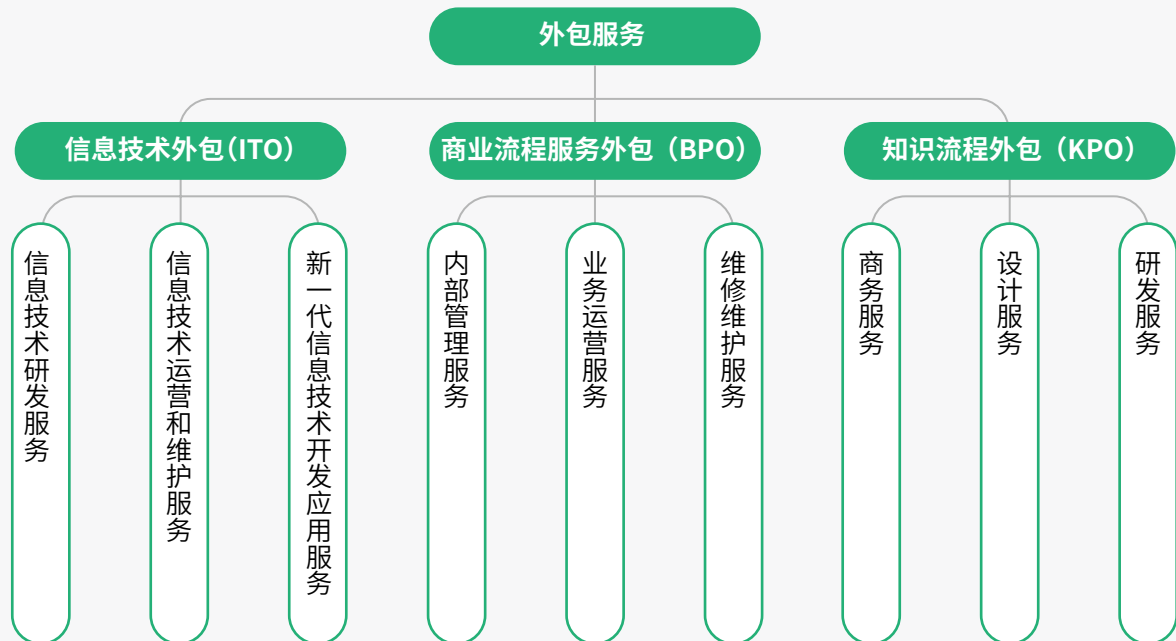 外包服务
信息技术外包(ITO)
商业流程服务外包（BPO）
知识流程外包（KPO）
信息技术研发服务
信息技术运营和维护服务
新一代信息技术开发应用服务
内部管理服务
业务运营服务
维修维护服务
商务服务
设计服务
研发服务